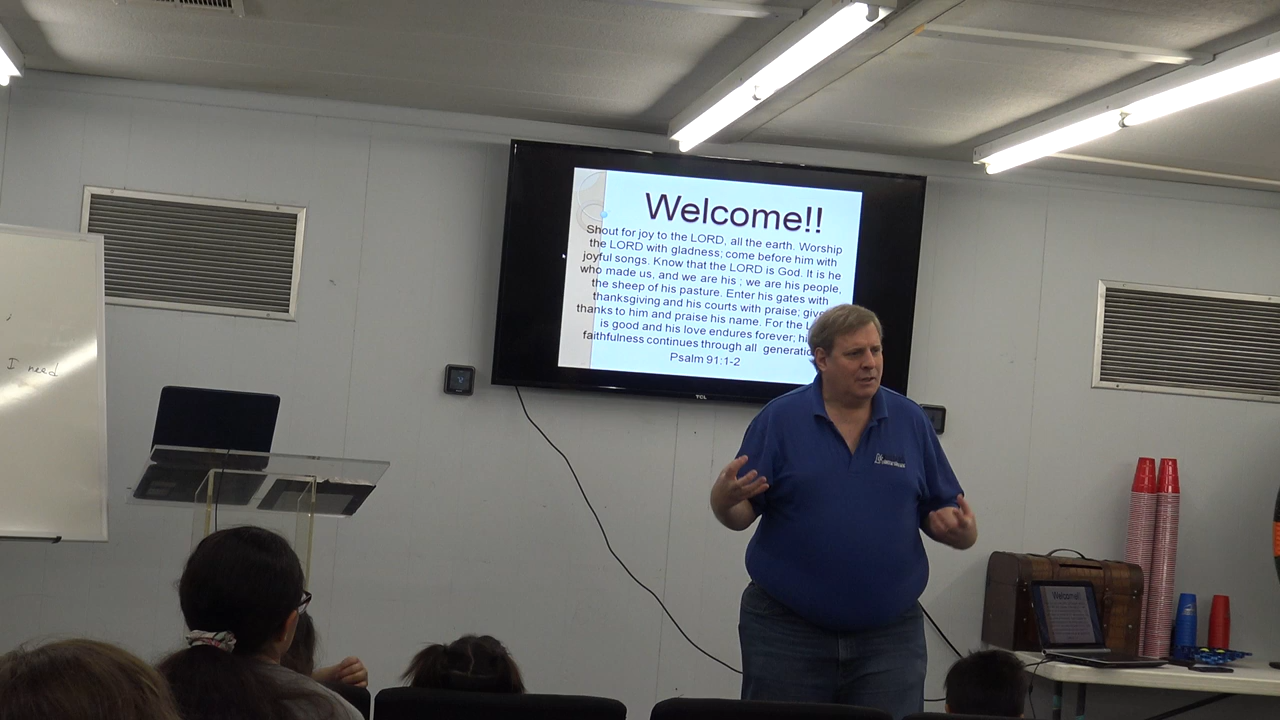 Welcome!!
Shout for joy to the LORD, all the earth. Worship
the LORD with gladness; come before him with
joyful songs. Know that the LORD is God. It is he
who made us, and we are his ; we are his people,
the sheep of his pasture. Enter his gates with
thanksgiving and his courts with praise; give
thanks to him and praise his name. For the
is good and his love endures forever;
faithfulness continues through all
Psalm 91:1-2
TCL
I need
Welcome!!